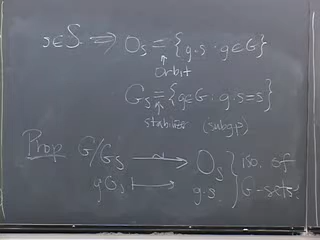 s∈S ⟹ O_s = {g·s : g∈G}
orbit
G_s = {g∈G : g·s=s}
stabilizer (subgp)
Prop G/G_s ⟶ O_s } iso. of
gG_s ⟼ g·s } G-sets!